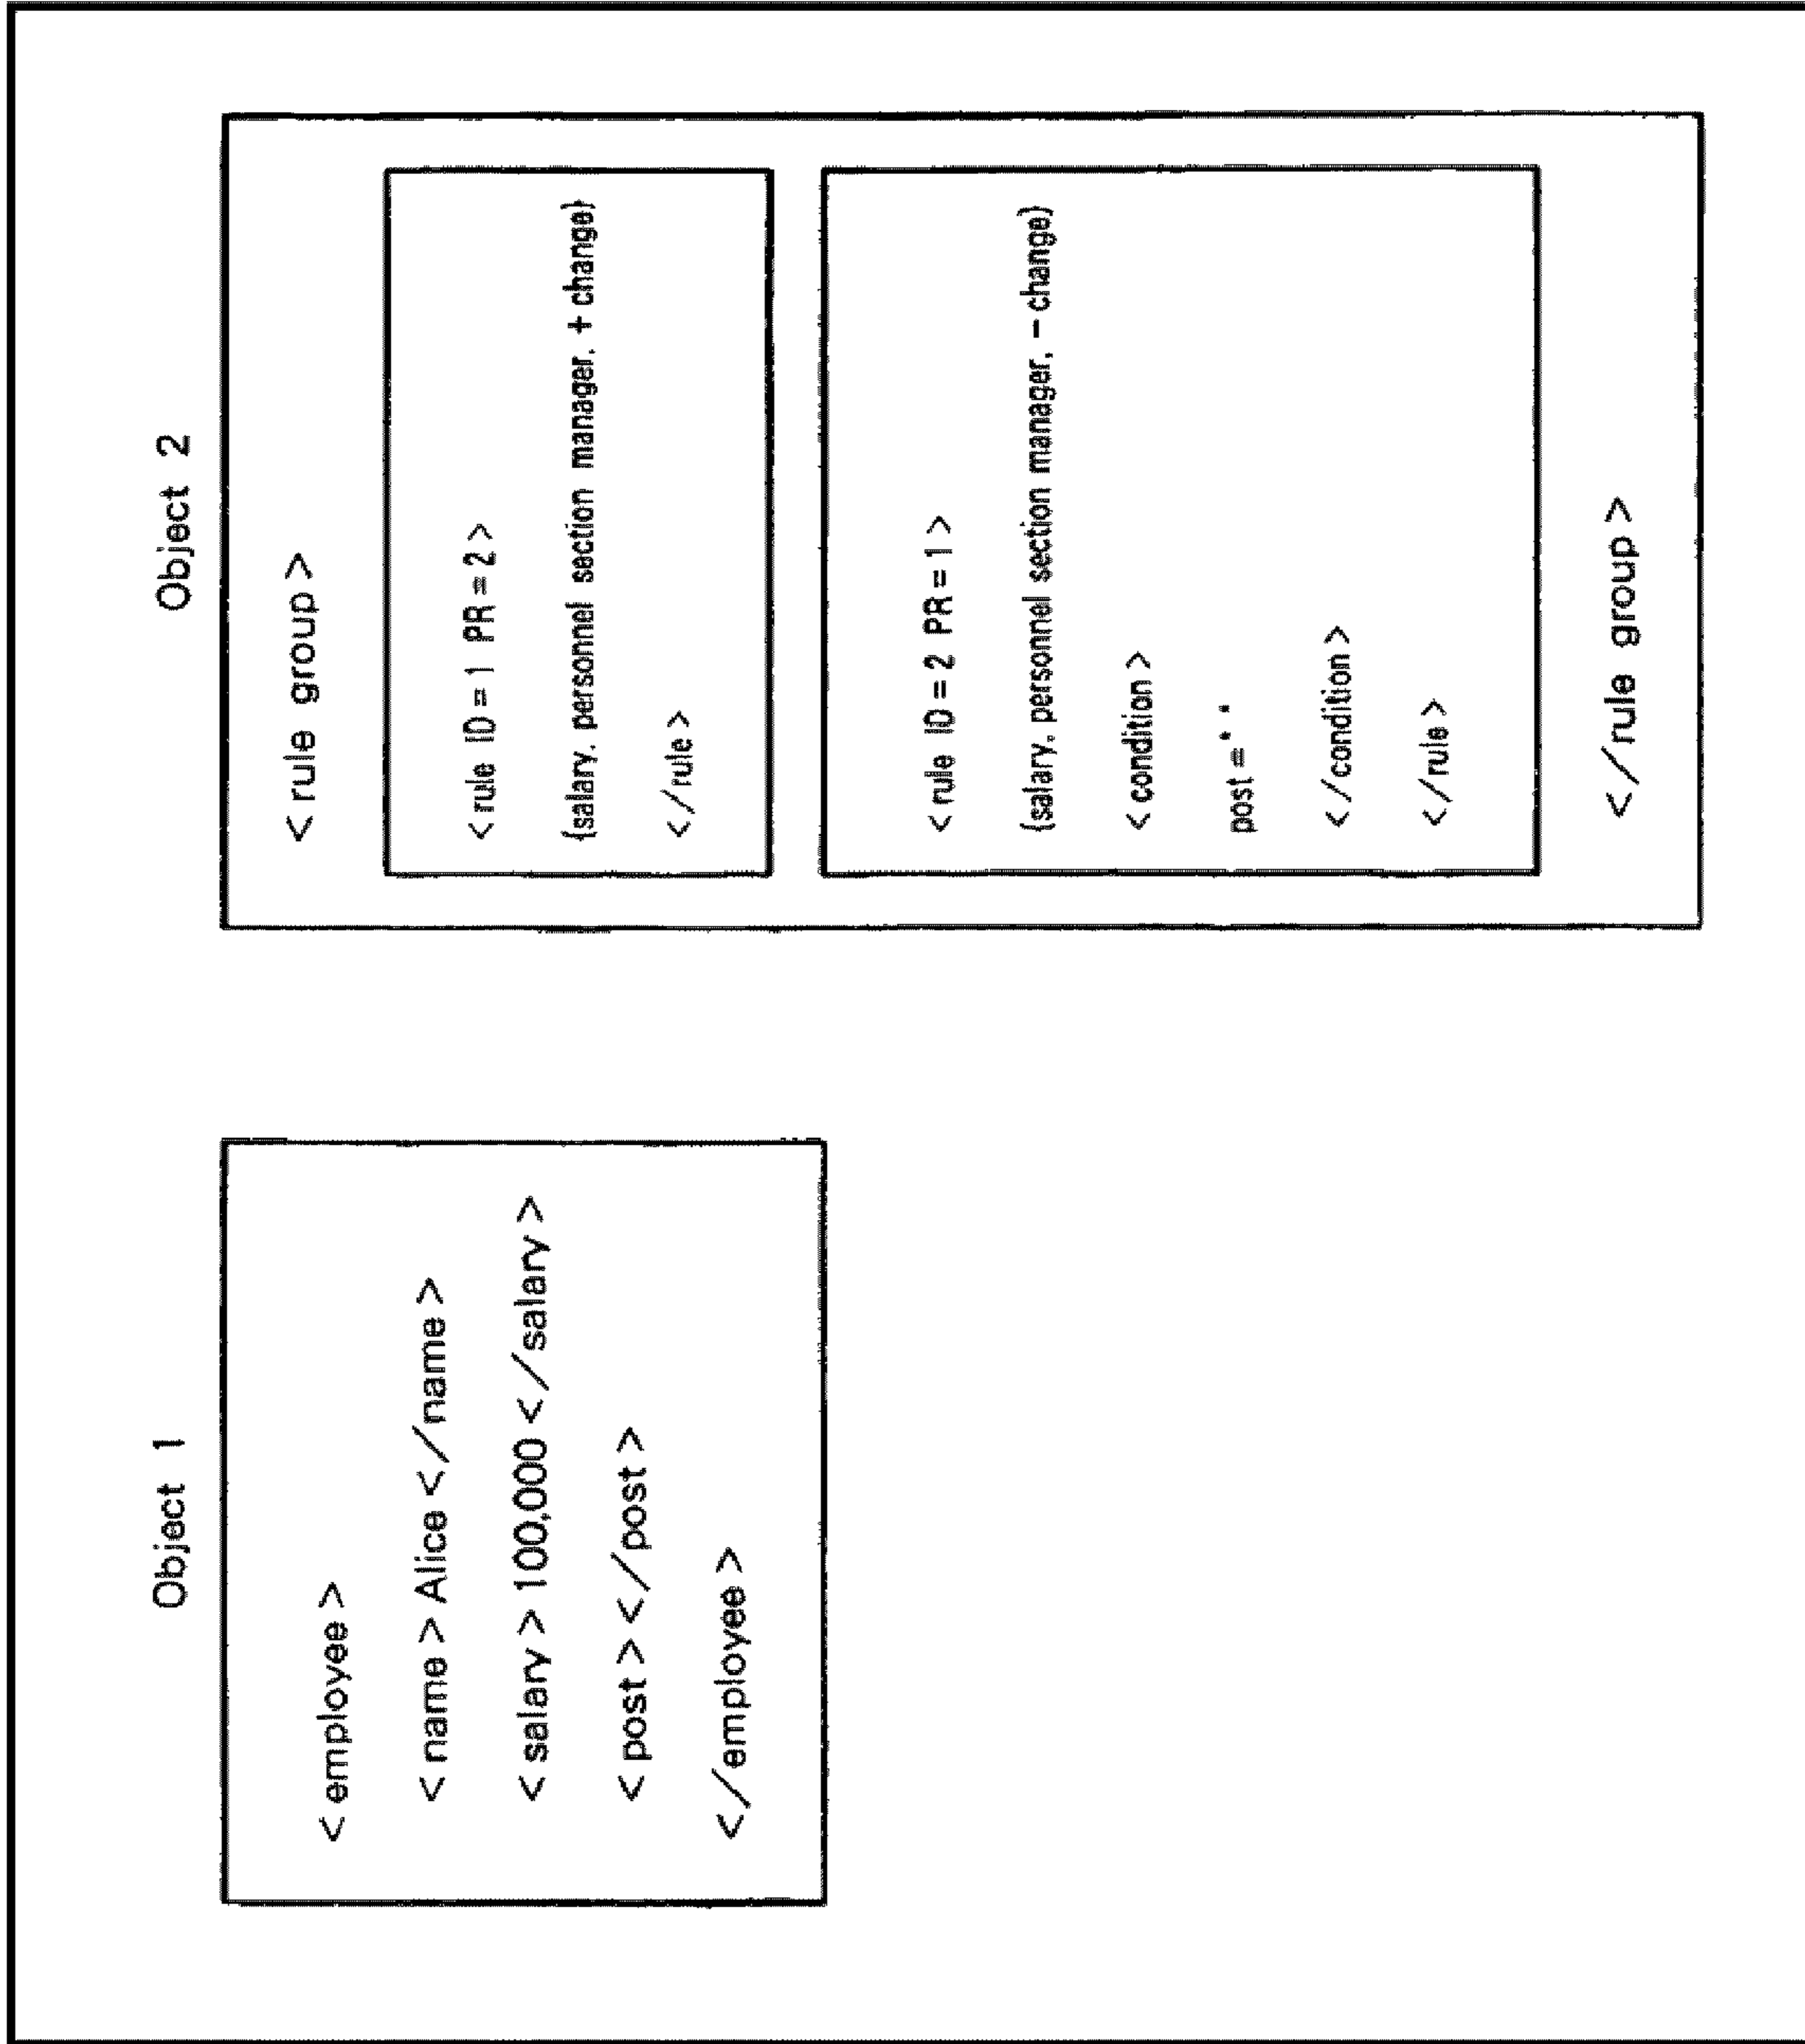 Object 1
<employee>
<name>Alice</name>
<salary>100,000</salary>
<post></post>
</employee>
Object 2
<rule group>
<rule ID=1 PR=2>
(salary, personnel section manager, +change)
</rule>
<rule ID=2 PR=1>
(salary, personnel section manager, −change)
<condition>
post=" "
</condition>
</rule>
</rule group>